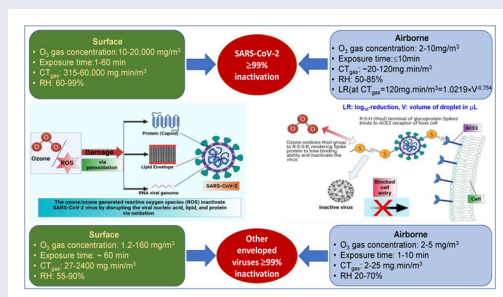 Surface
• O3 gas concentration:10-20,000 mg/m3
• Exposure time:1-60 min
• CTgas: 315-60,000 mg.min/m3
• RH: 60-99%
SARS-CoV-2
≥99%
inactivation
Airborne
• O3 gas concentration: 2-10mg/m3
• Exposure time:≤10min
• CTgas: ~20-120mg.min/m3
• RH: 50-85%
• LR(at CTgas=120mg.min/m3=1.0219×V-0.754
LR: log10-reduction, V: volume of droplet in µL
Ozone
ROS
Damage
via
peroxidation
Protein (Capsid)
Lipid Envelope
RNA viral genome
SARS-CoV-2
The ozone/ozone generated reactive oxygen species (ROS) inactivate
SARS-CoV-2 virus by disrupting the viral nucleic acid, lipid, and protein
via oxidation
R-S-H (thiol) terminal of glycoprotein Spikes'
binds to ACE2 receptor of host cell
ACE2
Ozone oxidizes thiol group
to R-S-S-R, rendering Spike
protein to lose binding
ability and inactivate the
virus
inactive virus
Blocked
cell
entry
Cell
Surface
• O3 gas concentration: 1.2-160 mg/m3
• Exposure time: ~ 60 min
• CTgas: 27-2400 mg.min/m3
• RH: 55-90%
Other
enveloped
viruses ≥99%
inactivation
Airborne
• O3 gas concentration: 2-5 mg/m3
• Exposure time: 1-10 min
• CTgas: 2-25 mg.min/m3
• RH 20-70%